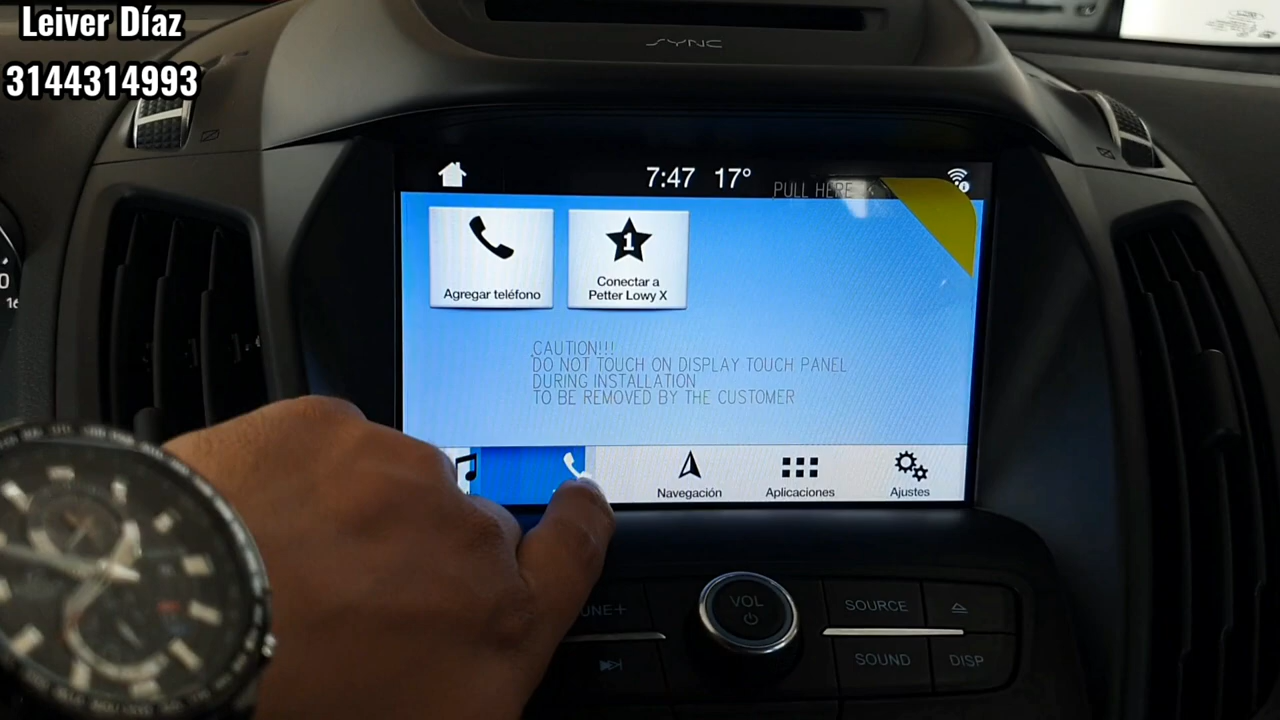 Leiver Díaz
3144314993
SYNC
7:47 17°
PULL HERE
Agregar teléfono
1
Conectar a
Petter Lowy X
CAUTION!!!
DO NOT TOUCH ON DISPLAY TOUCH PANEL
DURING INSTALLATION
TO BE REMOVED BY THE CUSTOMER
Navegación
Aplicaciones
Ajustes
VOL
SOURCE
SOUND
DISP